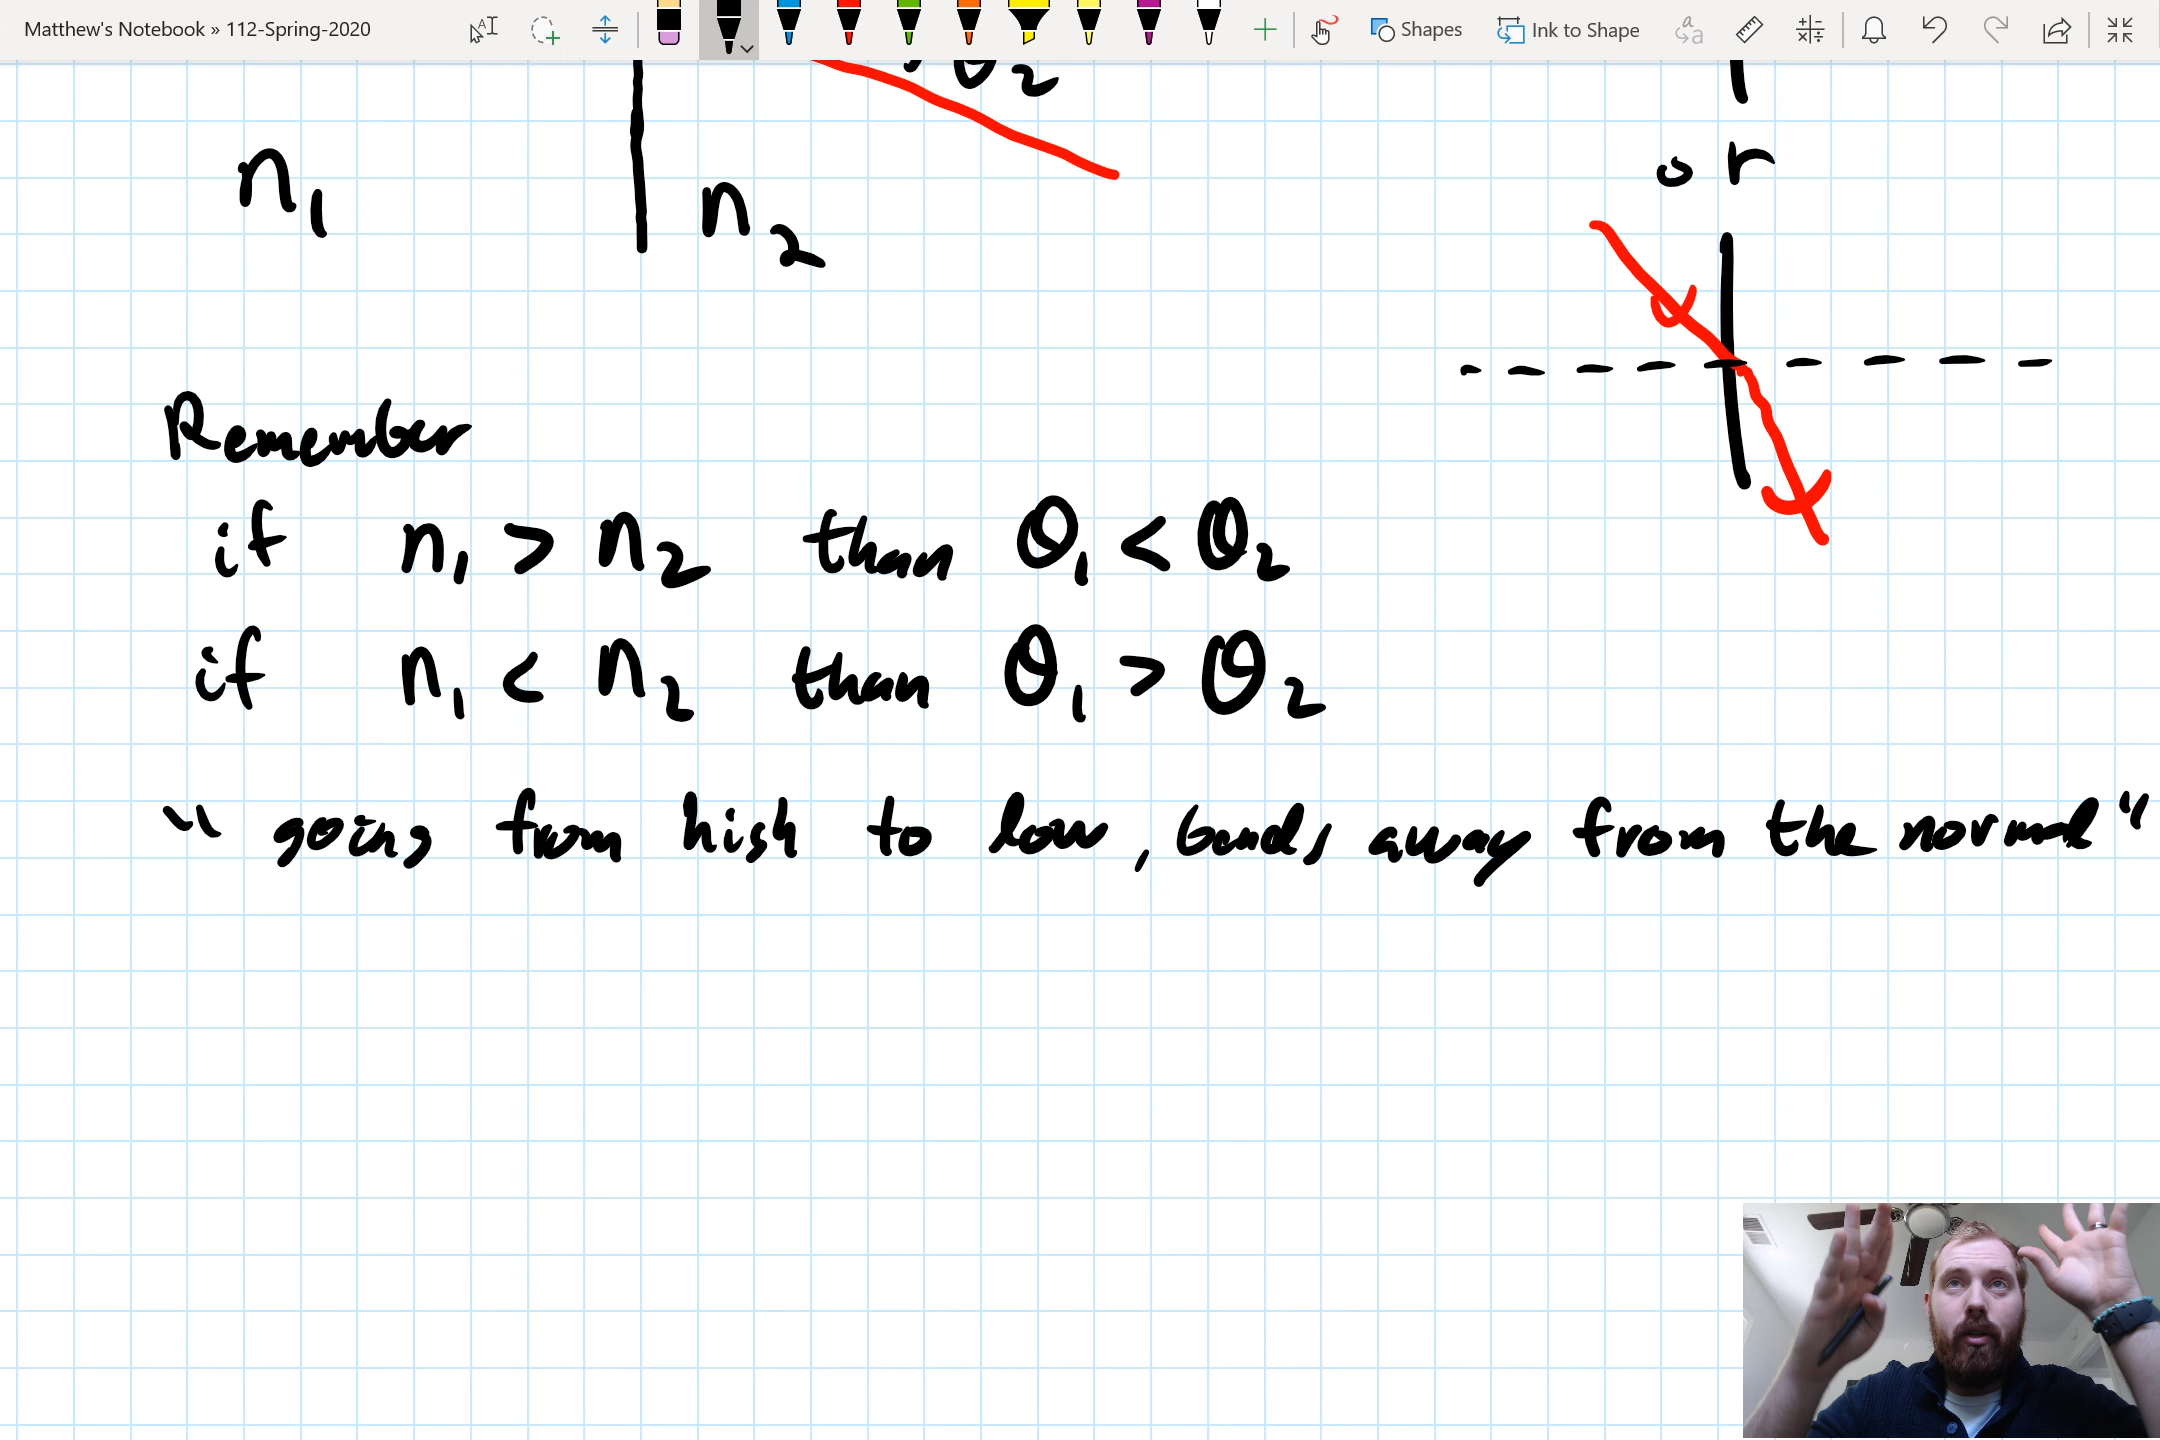 Matthew's Notebook » 112-Spring-2020
Shapes
Ink to Shape
θ2
n1
n2
or
Remember
if n1 > n2 than θ1 < θ2
if n1 < n2 than θ1 > θ2
"going from high to low, bends away from the normal"